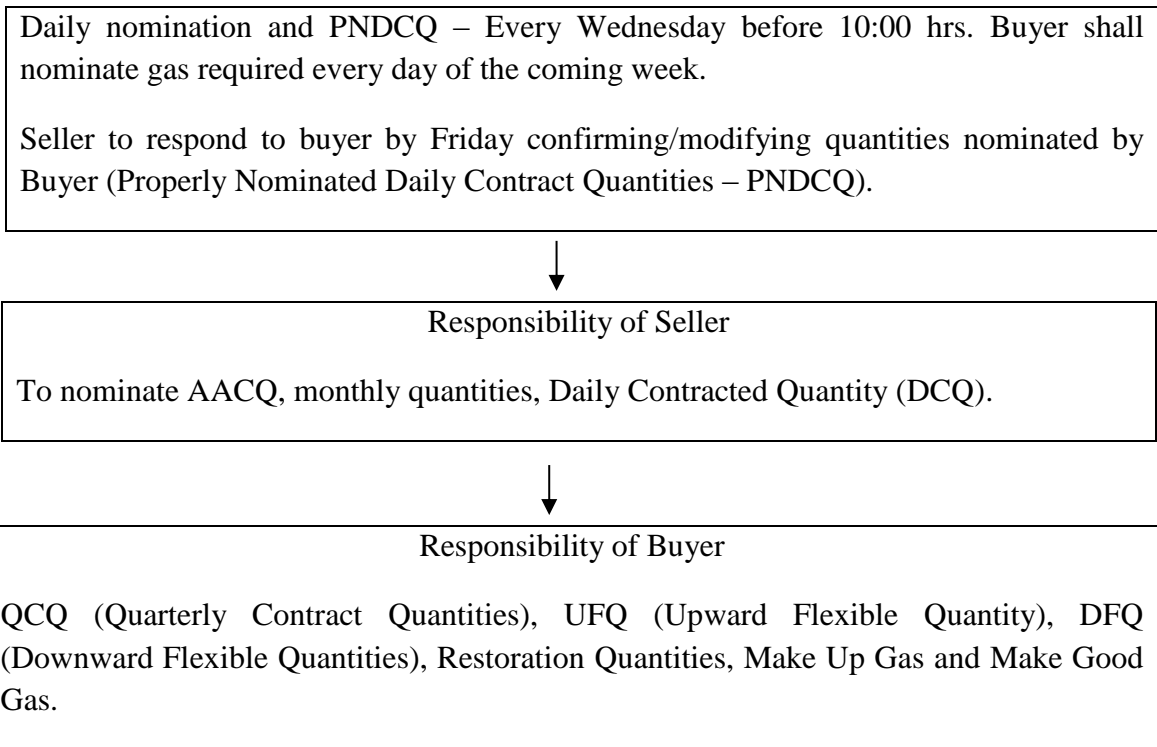 Daily nomination and PNDCQ – Every Wednesday before 10:00 hrs. Buyer shall
nominate gas required every day of the coming week.
Seller to respond to buyer by Friday confirming/modifying quantities nominated by
Buyer (Properly Nominated Daily Contract Quantities – PNDCQ).
Responsibility of Seller
To nominate AACQ, monthly quantities, Daily Contracted Quantity (DCQ).
Responsibility of Buyer
QCQ (Quarterly Contract Quantities), UFQ (Upward Flexible Quantity), DFQ
(Downward Flexible Quantities), Restoration Quantities, Make Up Gas and Make Good
Gas.